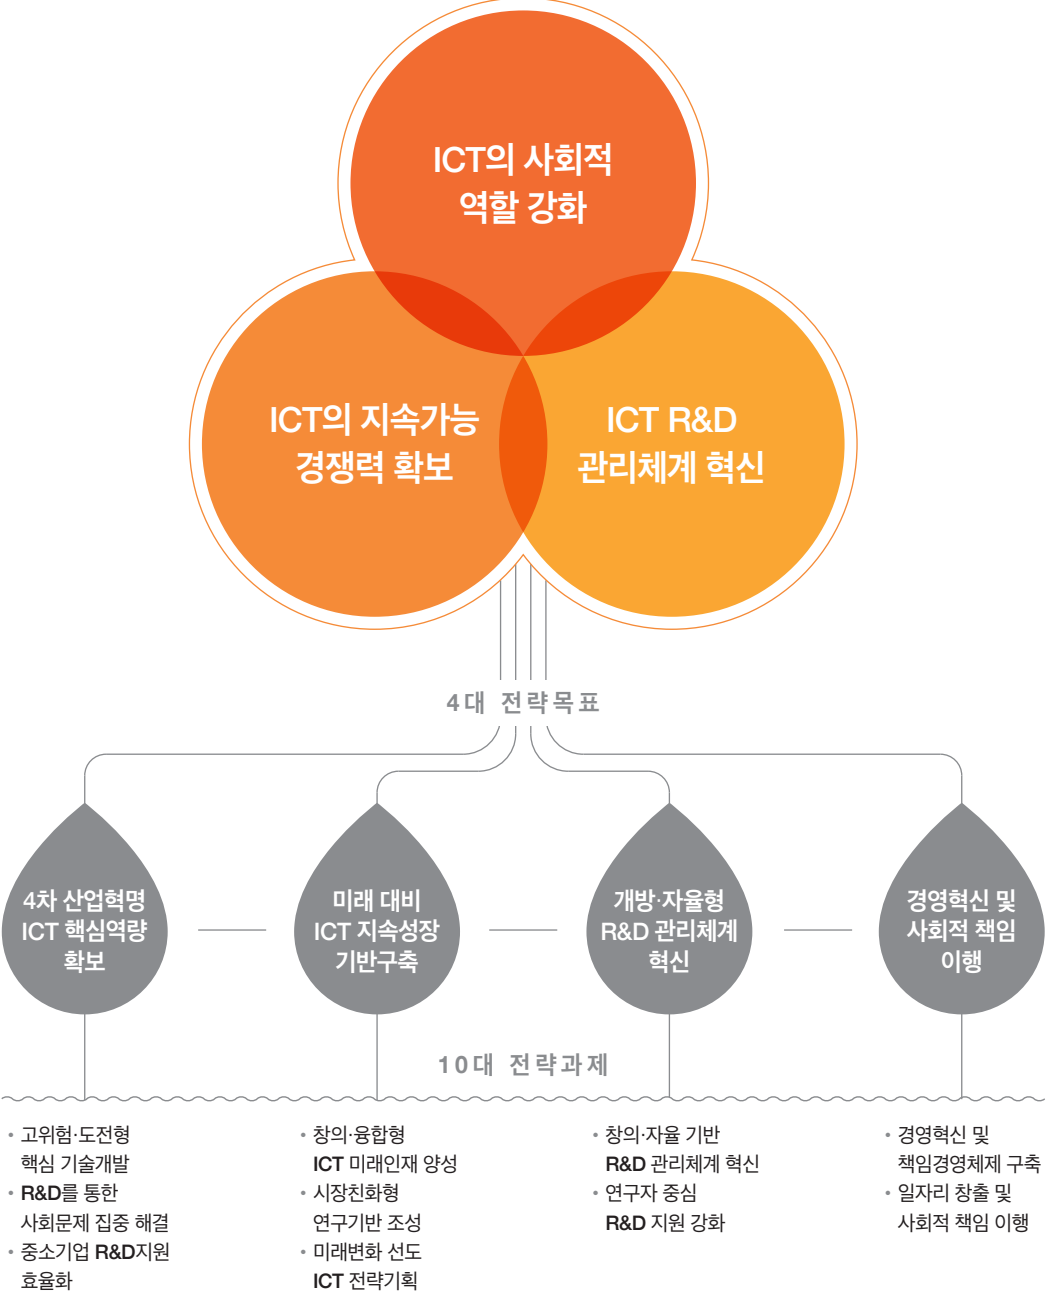 ICT의 사회적
역할 강화
ICT의 지속가능
경쟁력 확보
ICT R&D
관리체계 혁신
4대 전략목표
4차 산업혁명
ICT 핵심역량
확보
미래 대비
ICT 지속성장
기반구축
개방·자율형
R&D 관리체계
혁신
경영혁신 및
사회적 책임
이행
10대 전략과제
• 고위험·도전형
핵심 기술개발
• R&D를 통한
사회문제 집중 해결
• 중소기업 R&D지원
효율화
• 창의·융합형
ICT 미래인재 양성
• 시장친화형
연구기반 조성
• 미래변화 선도
ICT 전략기획
• 창의·자율 기반
R&D 관리체계 혁신
• 연구자 중심
R&D 지원 강화
• 경영혁신 및
책임경영체제 구축
• 일자리 창출 및
사회적 책임 이행